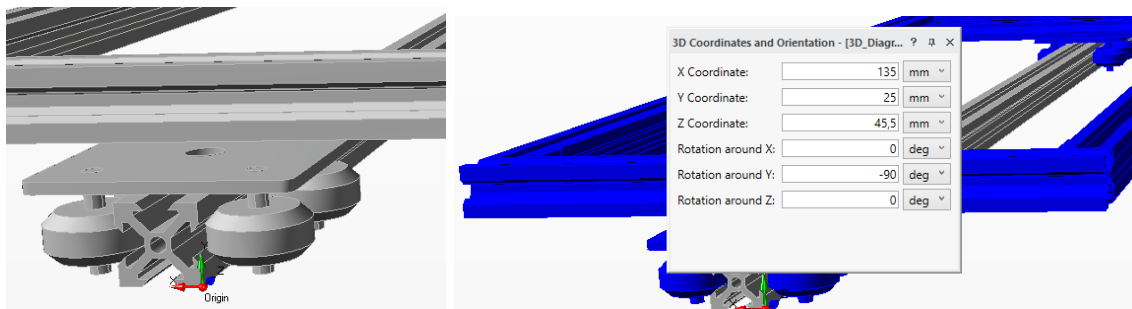 Origin
3D Coordinates and Orientation - [3D_Diagr... ? ×
X Coordinate: 135 mm
Y Coordinate: 25 mm
Z Coordinate: 45,5 mm
Rotation around X: 0 deg
Rotation around Y: -90 deg
Rotation around Z: 0 deg